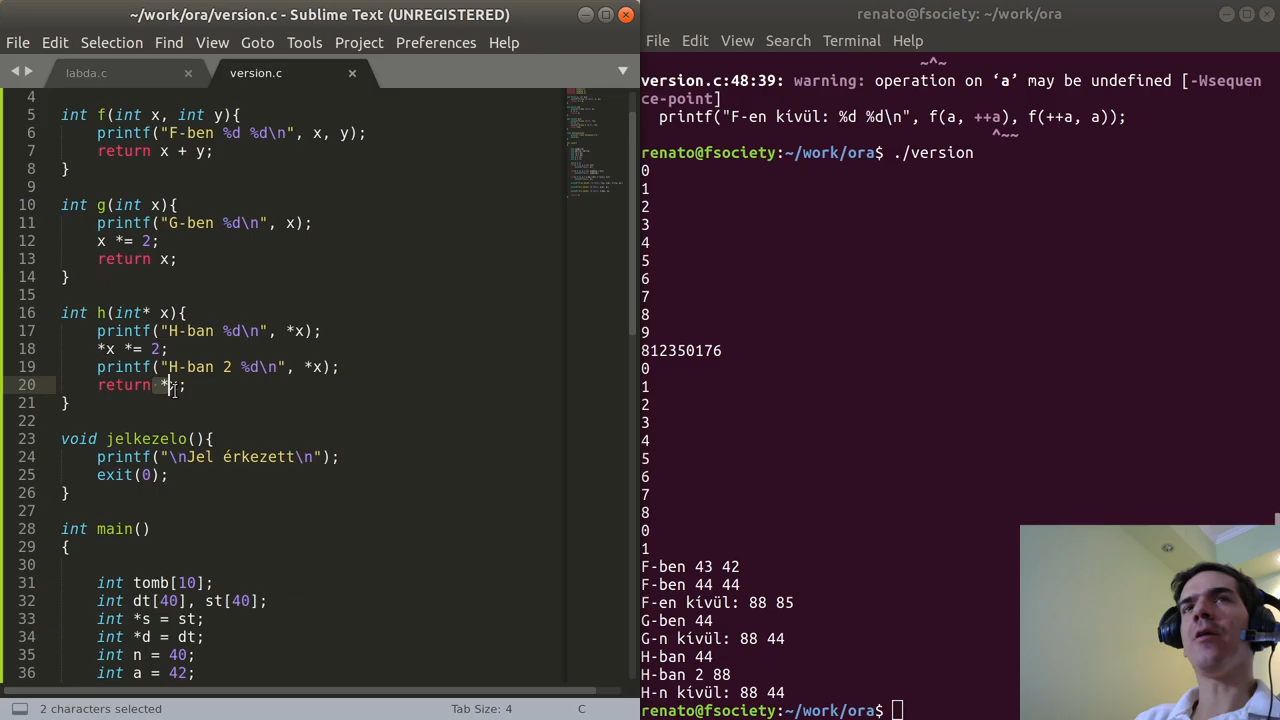 ~/work/ora/version.c - Sublime Text (UNREGISTERED)
File Edit Selection Find View Goto Tools Project Preferences Help
labda.c
version.c
4
5 int f(int x, int y){
6 printf("F-ben %d %d\n", x, y);
7 return x + y;
8 }
9
10 int g(int x){
11 printf("G-ben %d\n", x);
12 x *= 2;
13 return x;
14 }
15
16 int h(int* x){
17 printf("H-ban %d\n", *x);
18 *x *= 2;
19 printf("H-ban 2 %d\n", *x);
20 return *x;
21 }
22
23 void jelkezelo(){
24 printf("\nJel érkezett\n");
25 exit(0);
26 }
27
28 int main()
29 {
30
31 int tomb[10];
32 int dt[40], st[40];
33 int *s = st;
34 int *d = dt;
35 int n = 40;
36 int a = 42;
2 characters selected
Tab Size: 4
C
renato@fsociety: ~/work/ora
File Edit View Search Terminal Help
~^~
version.c:48:39: warning: operation on ‘a’ may be undefined [-Wsequen
ce-point]
printf("F-en kívül: %d %d\n", f(a, ++a), f(++a, a));
^~~
renato@fsociety:~/work/ora$ ./version
0
1
2
3
4
5
6
7
8
9
812350176
0
1
2
3
4
5
6
7
8
0
1
F-ben 43 42
F-ben 44 44
F-en kívül: 88 85
G-ben 44
G-n kívül: 88 44
H-ban 44
H-ban 2 88
H-n kívül: 88 44
renato@fsociety:~/work/ora$